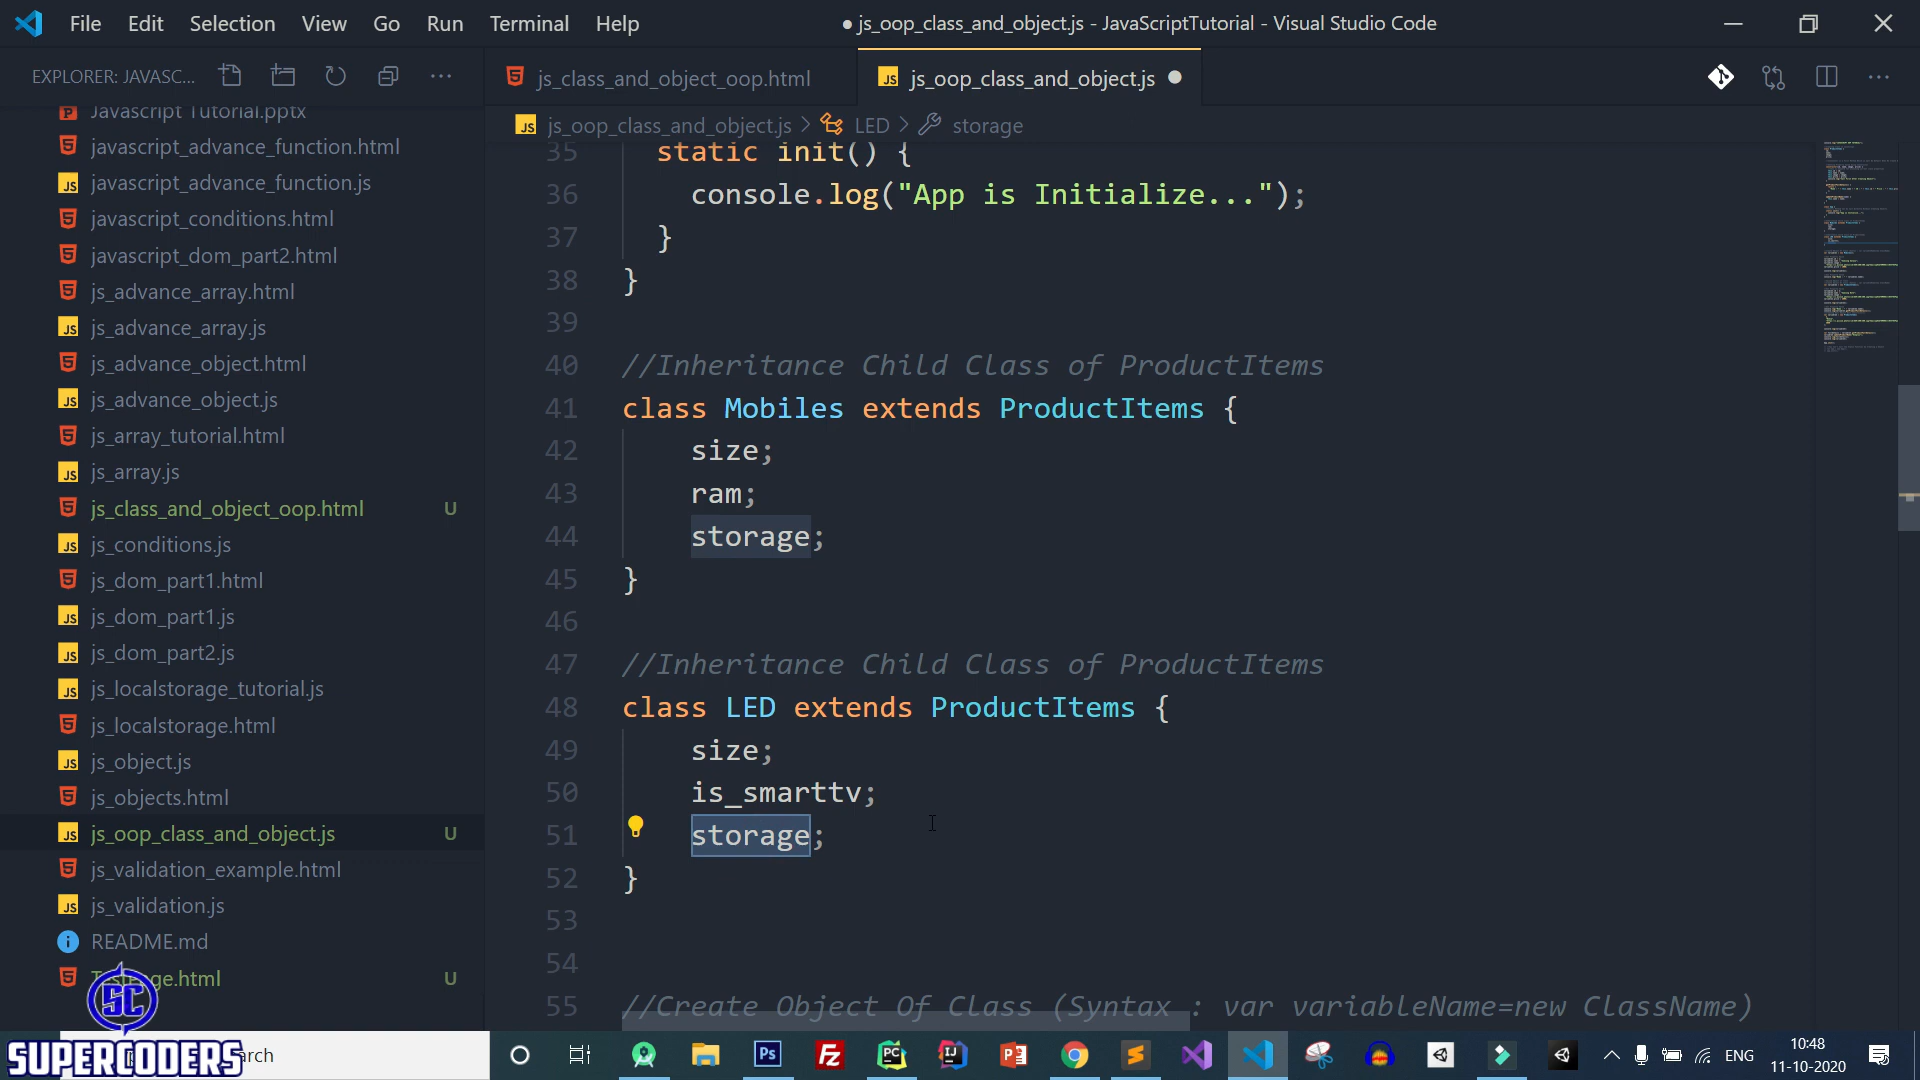 File Edit Selection View Go Run Terminal Help
● js_oop_class_and_object.js - JavaScriptTutorial - Visual Studio Code
EXPLORER: JAVASC...
js_class_and_object_oop.html
js_oop_class_and_object.js
js_oop_class_and_object.js > LED > storage
Javascript Tutorial.pptx
javascript_advance_function.html
javascript_advance_function.js
javascript_conditions.html
javascript_dom_part2.html
js_advance_array.html
js_advance_array.js
js_advance_object.html
js_advance_object.js
js_array_tutorial.html
js_array.js
js_class_and_object_oop.html U
js_conditions.js
js_dom_part1.html
js_dom_part1.js
js_dom_part2.js
js_localstorage_tutorial.js
js_localstorage.html
js_object.js
js_objects.html
js_oop_class_and_object.js U
js_validation_example.html
js_validation.js
README.md
U
35 static init() {
36 console.log("App is Initialize...");
37 }
38 }
39
40 //Inheritance Child Class of ProductItems
41 class Mobiles extends ProductItems {
42 size;
43 ram;
44 storage;
45 }
46
47 //Inheritance Child Class of ProductItems
48 class LED extends ProductItems {
49 size;
50 is_smarttv;
51 storage;
52 }
53
54
55 //Create Object Of Class (Syntax : var variableName=new ClassName)
SC
SUPERCODERS
ENG
10:48
11-10-2020